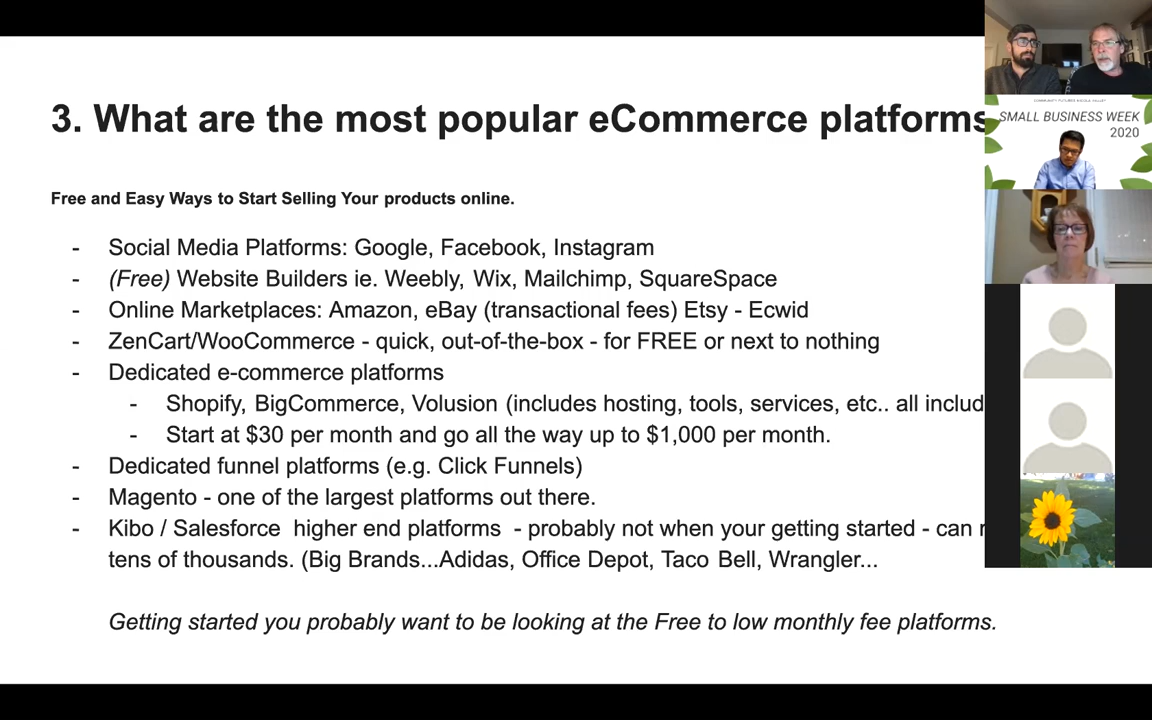 3. What are the most popular eCommerce platforms
Free and Easy Ways to Start Selling Your products online.
- Social Media Platforms: Google, Facebook, Instagram
- (Free) Website Builders ie. Weebly, Wix, Mailchimp, SquareSpace
- Online Marketplaces: Amazon, eBay (transactional fees) Etsy - Ecwid
- ZenCart/WooCommerce - quick, out-of-the-box - for FREE or next to nothing
- Dedicated e-commerce platforms
- Shopify, BigCommerce, Volusion (includes hosting, tools, services, etc.. all includ
- Start at $30 per month and go all the way up to $1,000 per month.
- Dedicated funnel platforms (e.g. Click Funnels)
- Magento - one of the largest platforms out there.
- Kibo / Salesforce higher end platforms - probably not when your getting started - can
tens of thousands. (Big Brands...Adidas, Office Depot, Taco Bell, Wrangler...
Getting started you probably want to be looking at the Free to low monthly fee platforms.
COMMUNITY FUTURES NICOLA VALLEY
SMALL BUSINESS WEEK
2020